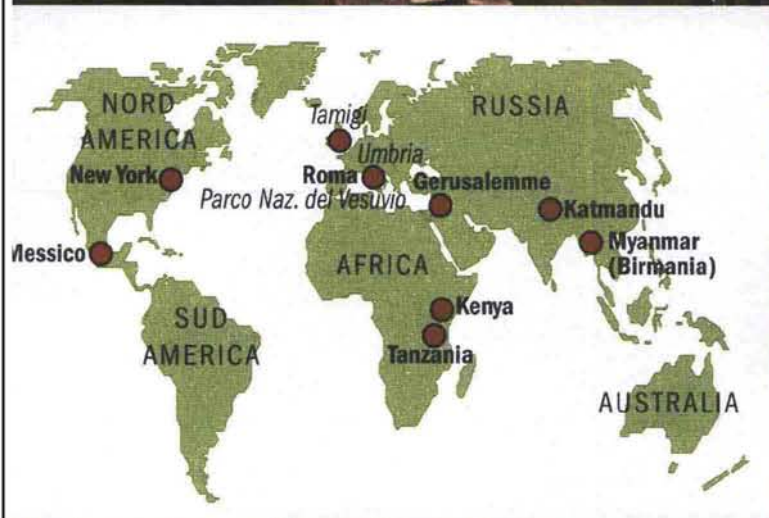 NORD
AMERICA
RUSSIA
Tamigi
Umbria
New York
Roma
Gerusalemme
Parco Naz. del Vesuvio
Katmandu
Messico
Myanmar
(Birmania)
AFRICA
Kenya
SUD
AMERICA
Tanzania
AUSTRALIA